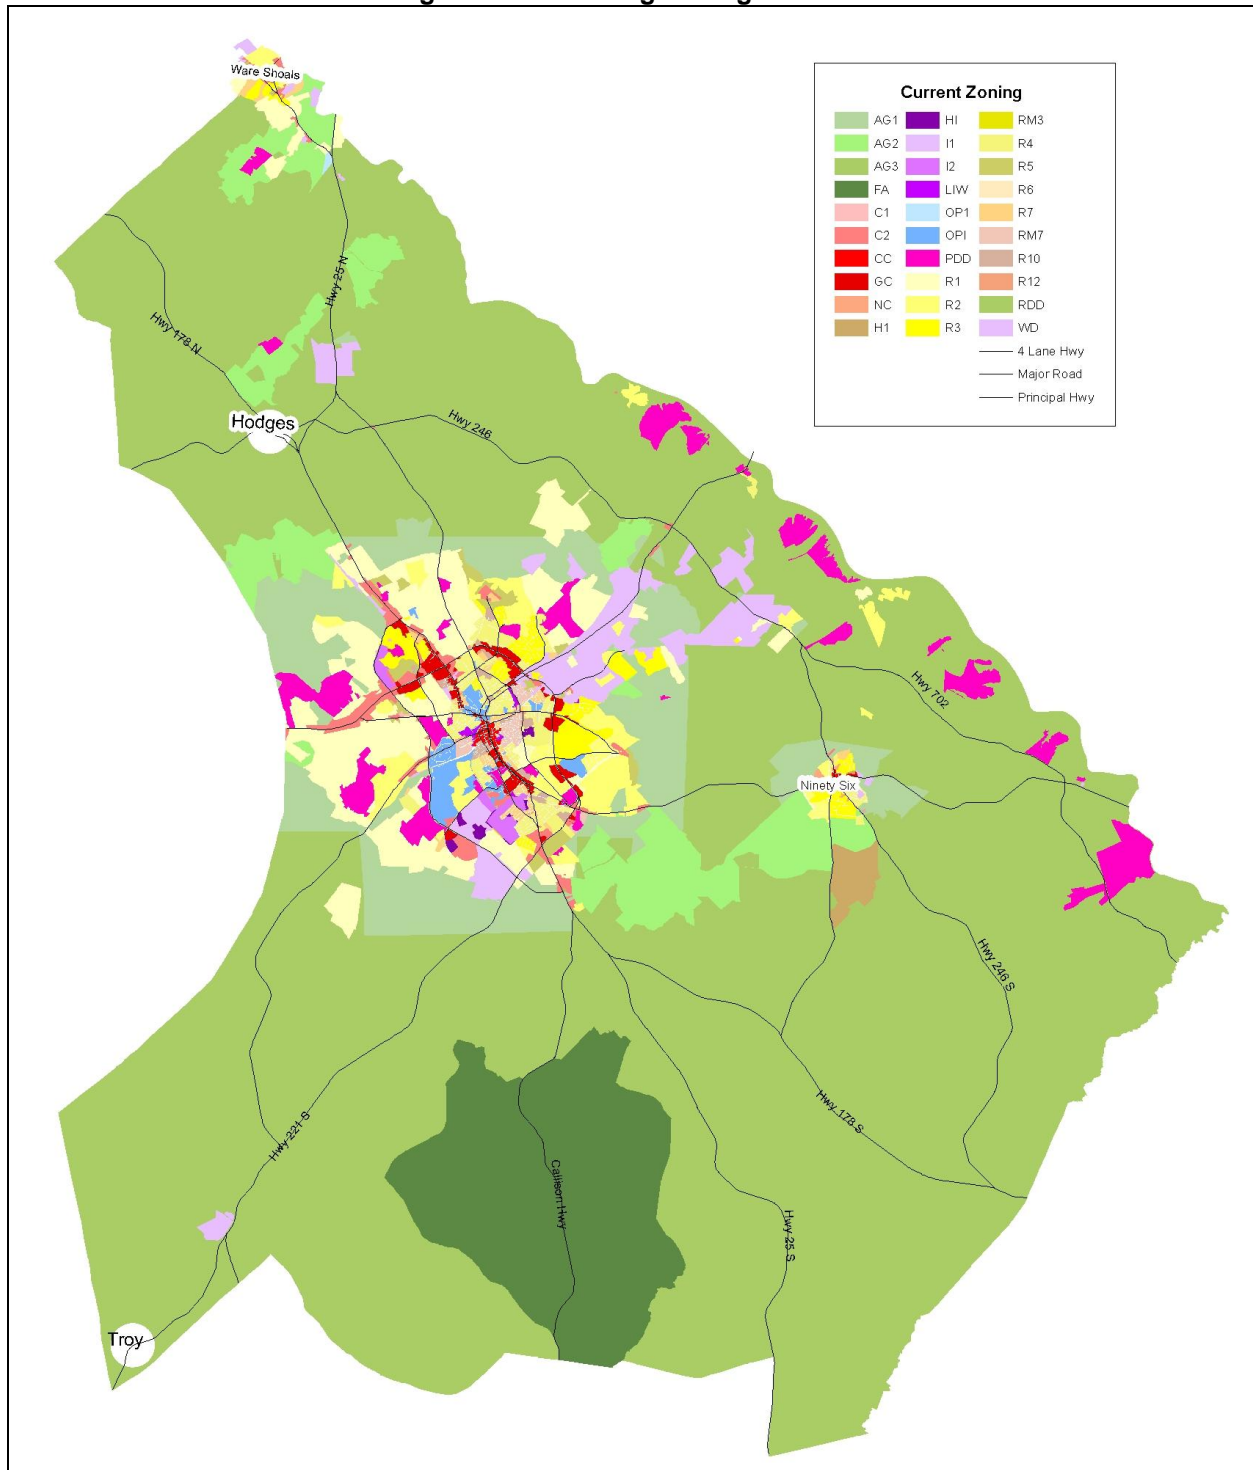 Ware Shoals
Current Zoning
AG1 HI RM3
AG2 I1 R4
AG3 I2 R5
FA LIW R6
C1 OP1 R7
C2 OPI RM7
CC PDD R10
GC R1 R12
NC R2 RDD
H1 R3 WD
4 Lane Hwy
Major Road
Principal Hwy
Hwy 25 N
Hwy 178 N
Hodges
Hwy 246
Hwy 702
Ninety Six
Hwy 246 S
Hwy 178 S
Hwy 221 S
Callison Hwy
Hwy 25 S
Troy